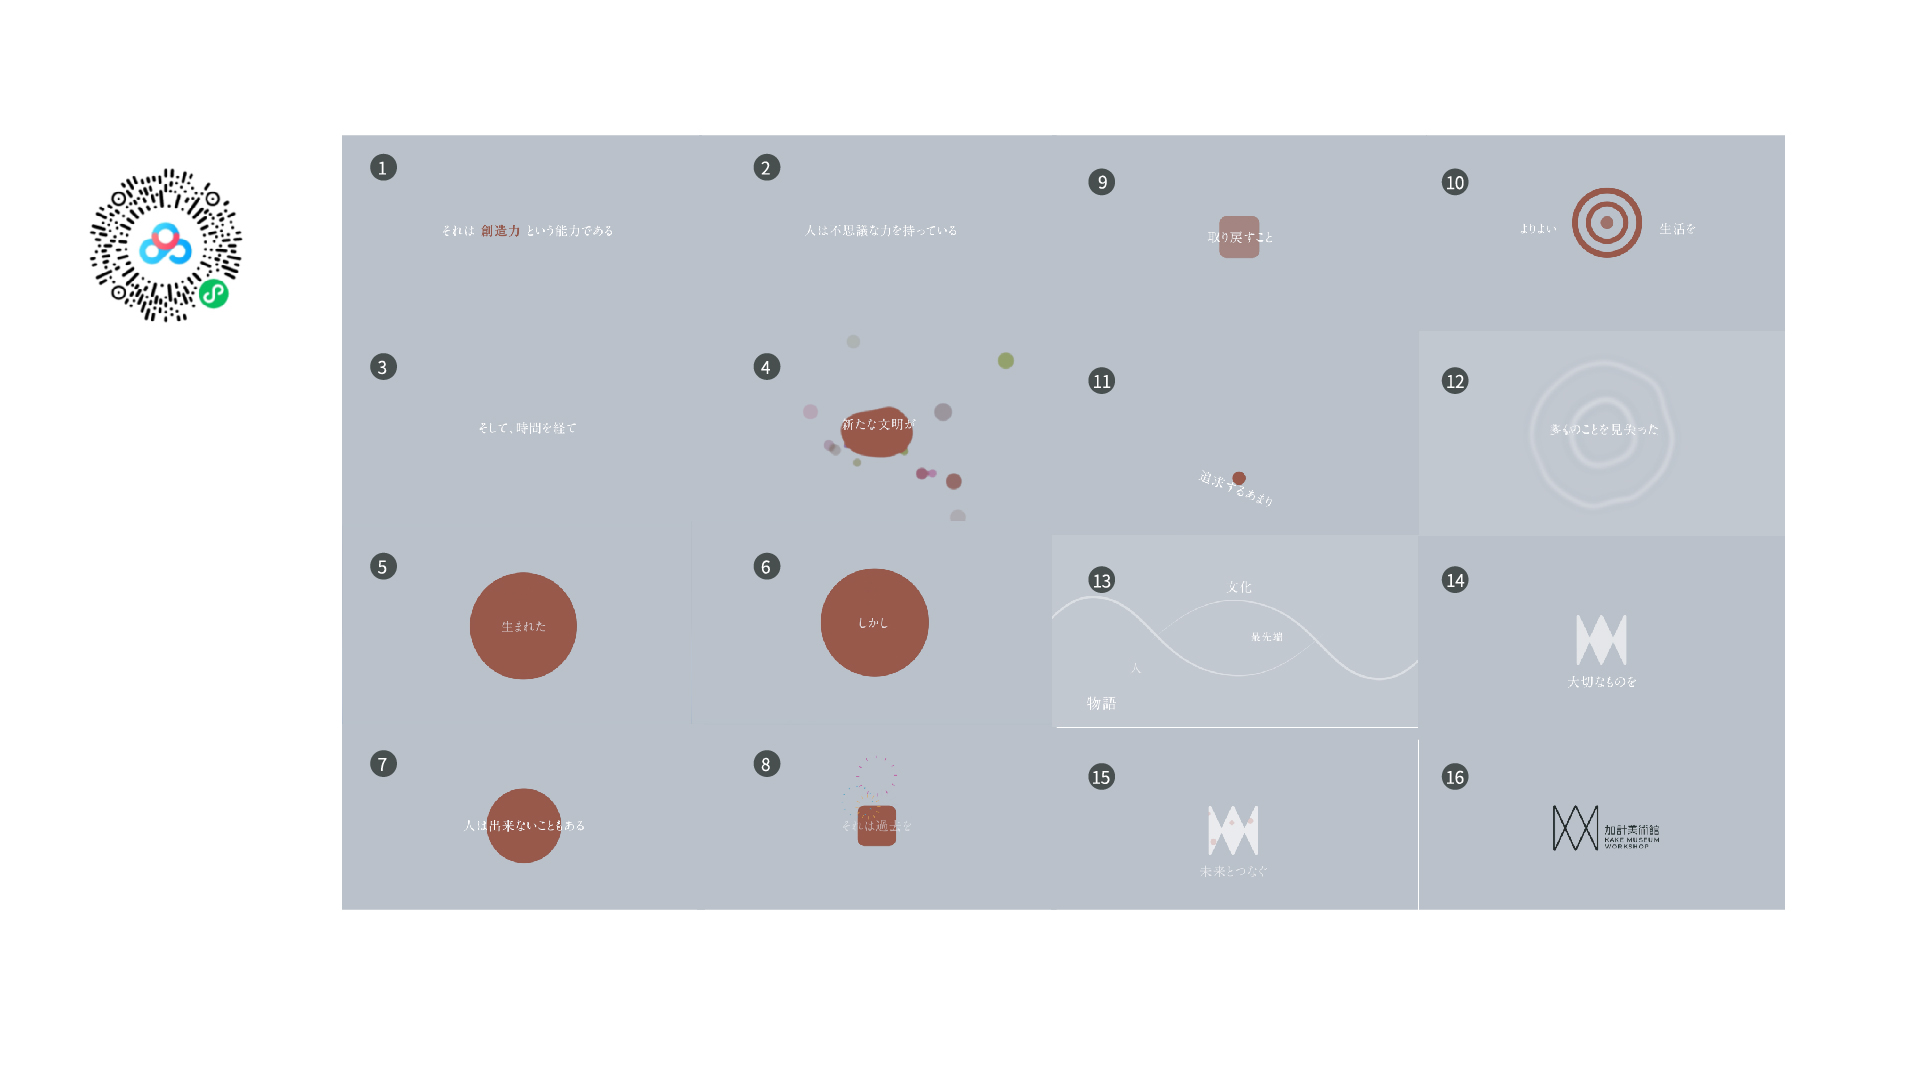 1
それは 創造力 という能力である
2
人は不思議な力を持っている
3
そして、時間を経て
4
新たな文明が
5
生まれた
6
しかし
7
人は出来ないこともある
8
それは過去を
9
取り戻すこと
10
よりよい 生活を
11
追求するあまり
12
多くのことを見失った
13
文化
最先端
人
物語
14
大切なものを
15
未来とつなぐ
16
加計美術館
KAKE MUSEUM
WORKSHOP